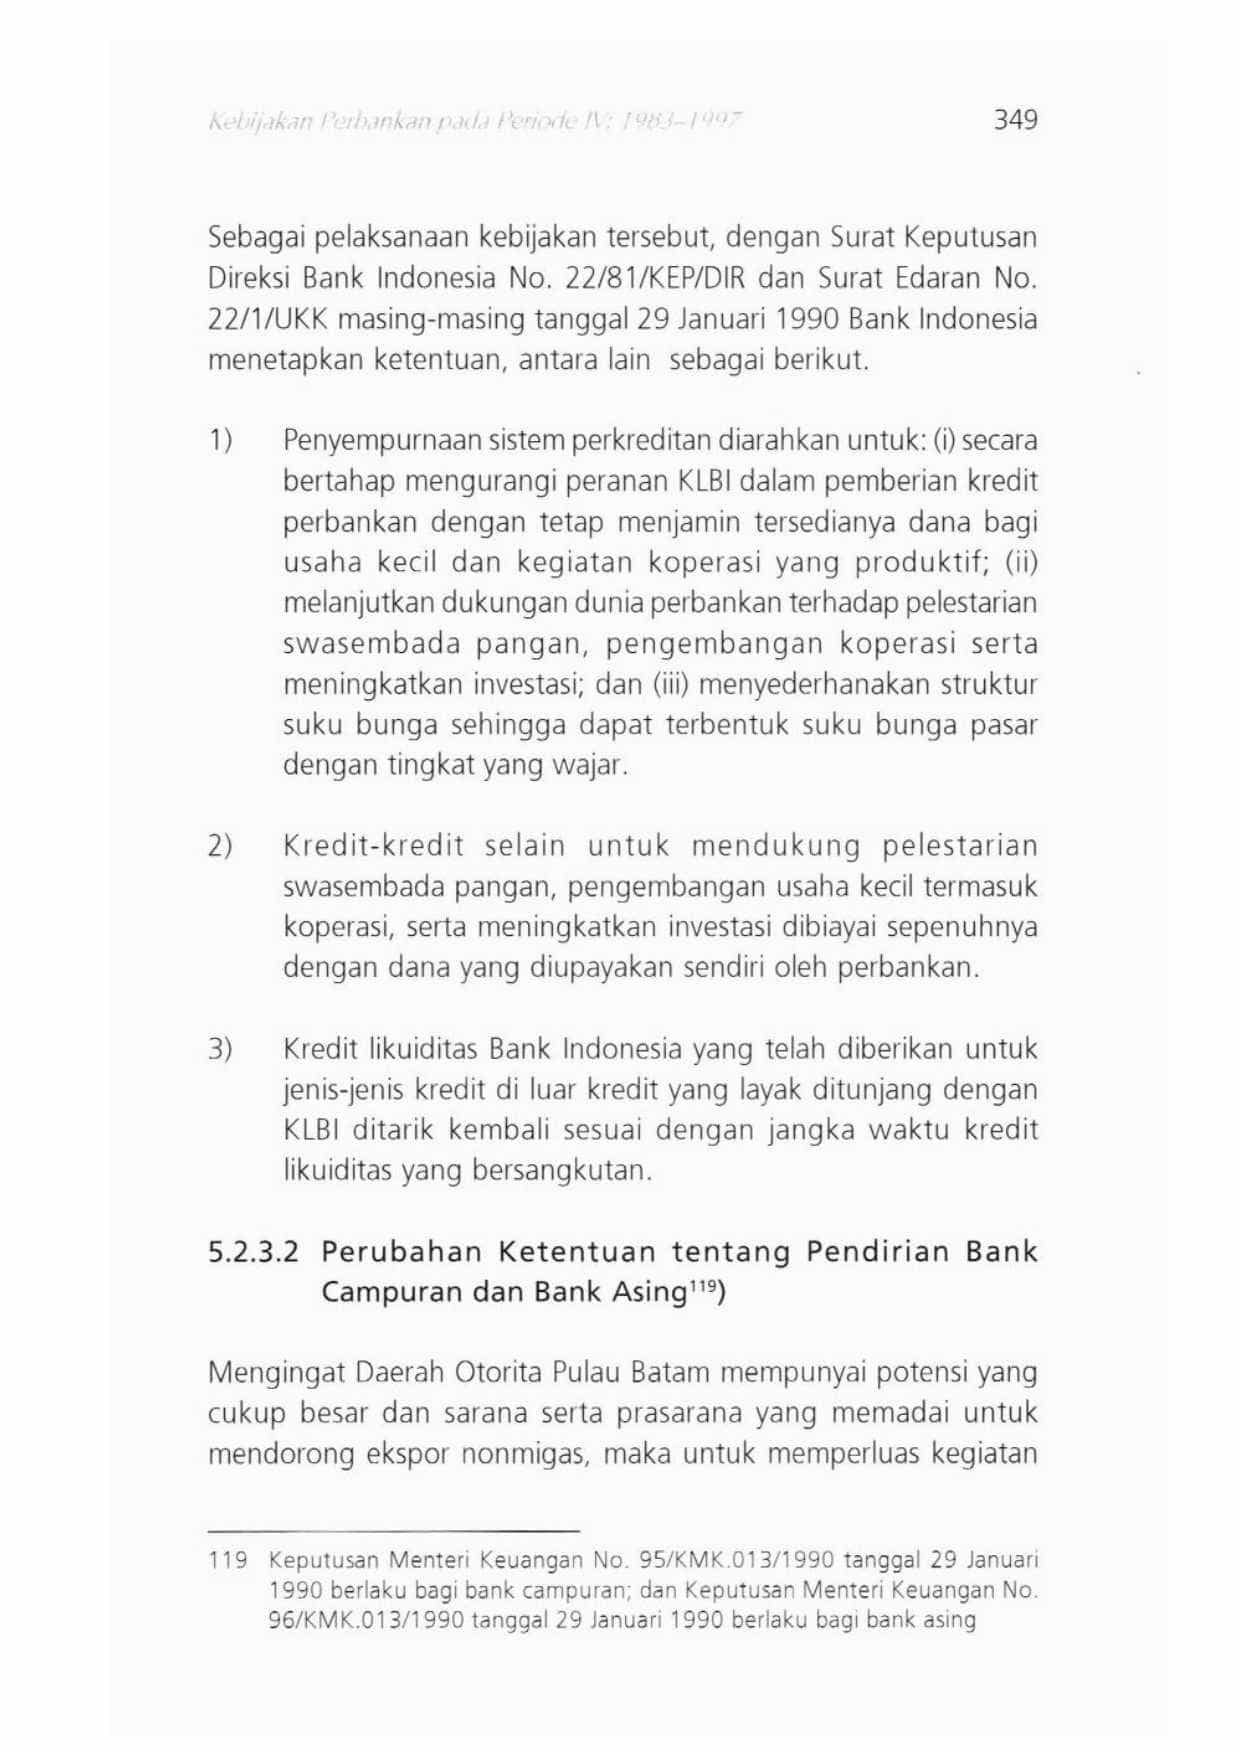 Kebijakan Perbankan pada Periode IV: 1983–1997 349
Sebagai pelaksanaan kebijakan tersebut, dengan Surat Keputusan
Direksi Bank Indonesia No. 22/81/KEP/DIR dan Surat Edaran No.
22/1/UKK masing-masing tanggal 29 Januari 1990 Bank Indonesia
menetapkan ketentuan, antara lain sebagai berikut.
1) Penyempurnaan sistem perkreditan diarahkan untuk: (i) secara
bertahap mengurangi peranan KLBI dalam pemberian kredit
perbankan dengan tetap menjamin tersedianya dana bagi
usaha kecil dan kegiatan koperasi yang produktif; (ii)
melanjutkan dukungan dunia perbankan terhadap pelestarian
swasembada pangan, pengembangan koperasi serta
meningkatkan investasi; dan (iii) menyederhanakan struktur
suku bunga sehingga dapat terbentuk suku bunga pasar
dengan tingkat yang wajar.
2) Kredit-kredit selain untuk mendukung pelestarian
swasembada pangan, pengembangan usaha kecil termasuk
koperasi, serta meningkatkan investasi dibiayai sepenuhnya
dengan dana yang diupayakan sendiri oleh perbankan.
3) Kredit likuiditas Bank Indonesia yang telah diberikan untuk
jenis-jenis kredit di luar kredit yang layak ditunjang dengan
KLBI ditarik kembali sesuai dengan jangka waktu kredit
likuiditas yang bersangkutan.
5.2.3.2 Perubahan Ketentuan tentang Pendirian Bank
Campuran dan Bank Asing¹¹⁹)
Mengingat Daerah Otorita Pulau Batam mempunyai potensi yang
cukup besar dan sarana serta prasarana yang memadai untuk
mendorong ekspor nonmigas, maka untuk memperluas kegiatan
119 Keputusan Menteri Keuangan No. 95/KMK.013/1990 tanggal 29 Januari
1990 berlaku bagi bank campuran; dan Keputusan Menteri Keuangan No.
96/KMK.013/1990 tanggal 29 Januari 1990 berlaku bagi bank asing